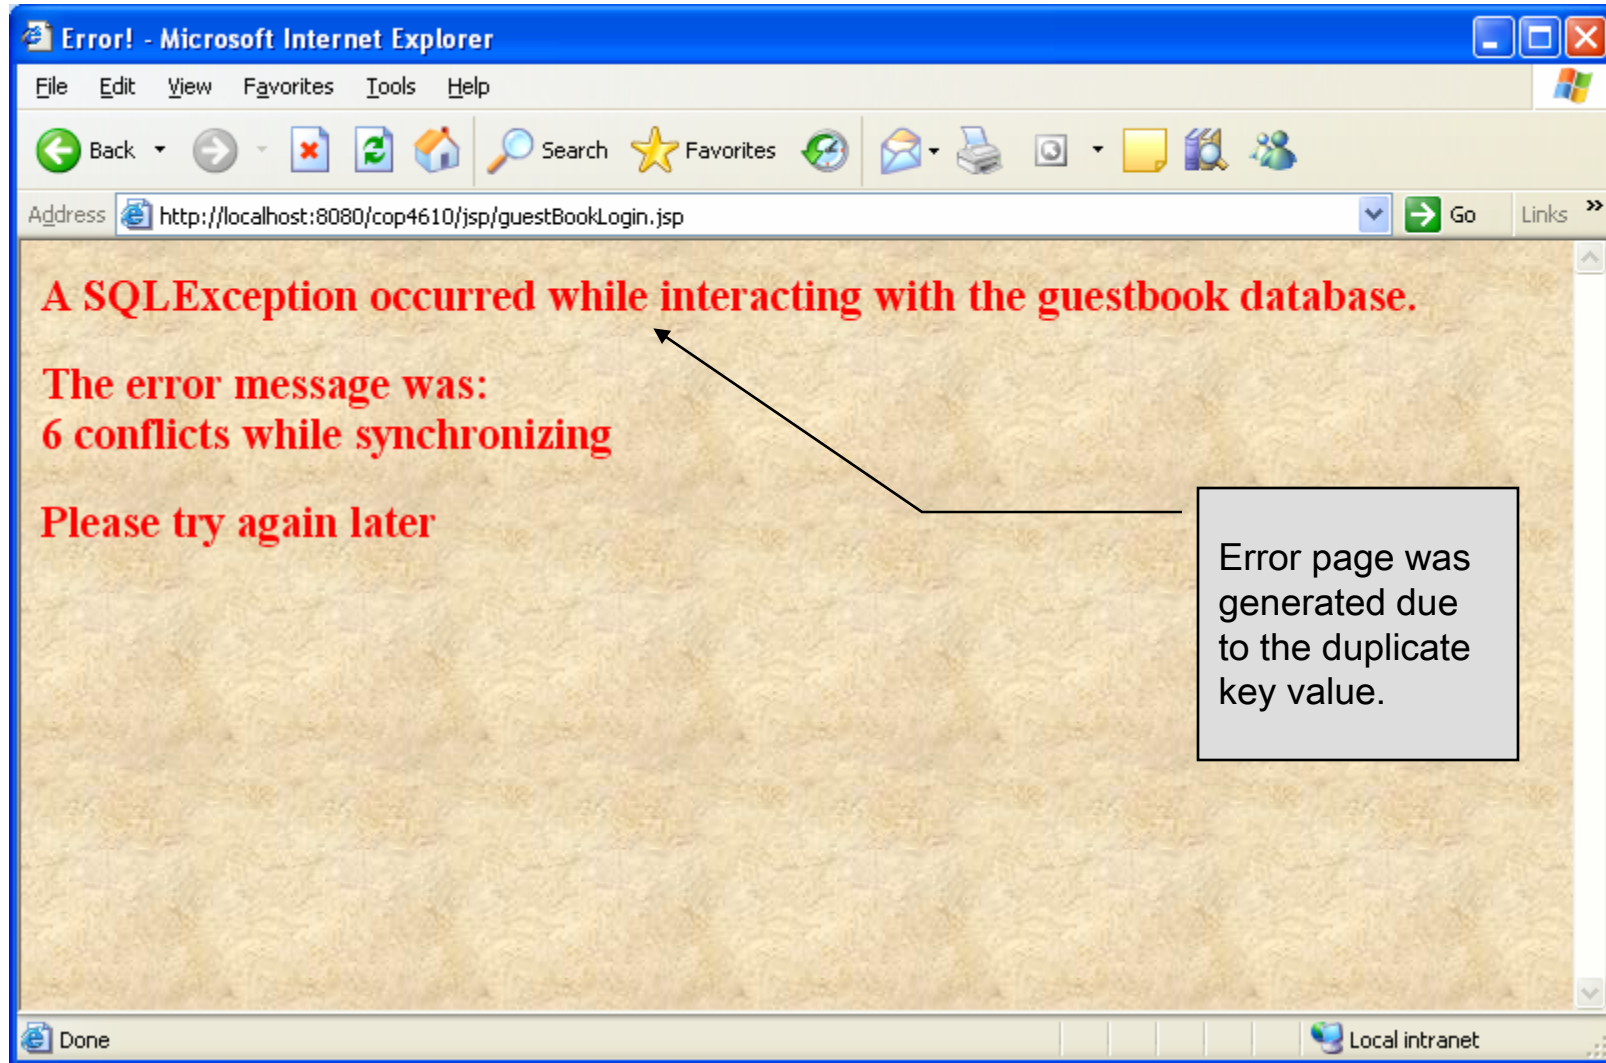 Error! - Microsoft Internet Explorer
File Edit View Favorites Tools Help
Back Search Favorites
Address http://localhost:8080/cop4610/jsp/guestBookLogin.jsp Go Links »
A SQLException occurred while interacting with the guestbook database.
The error message was:
6 conflicts while synchronizing
Please try again later
Error page was
generated due
to the duplicate
key value.
Done Local intranet